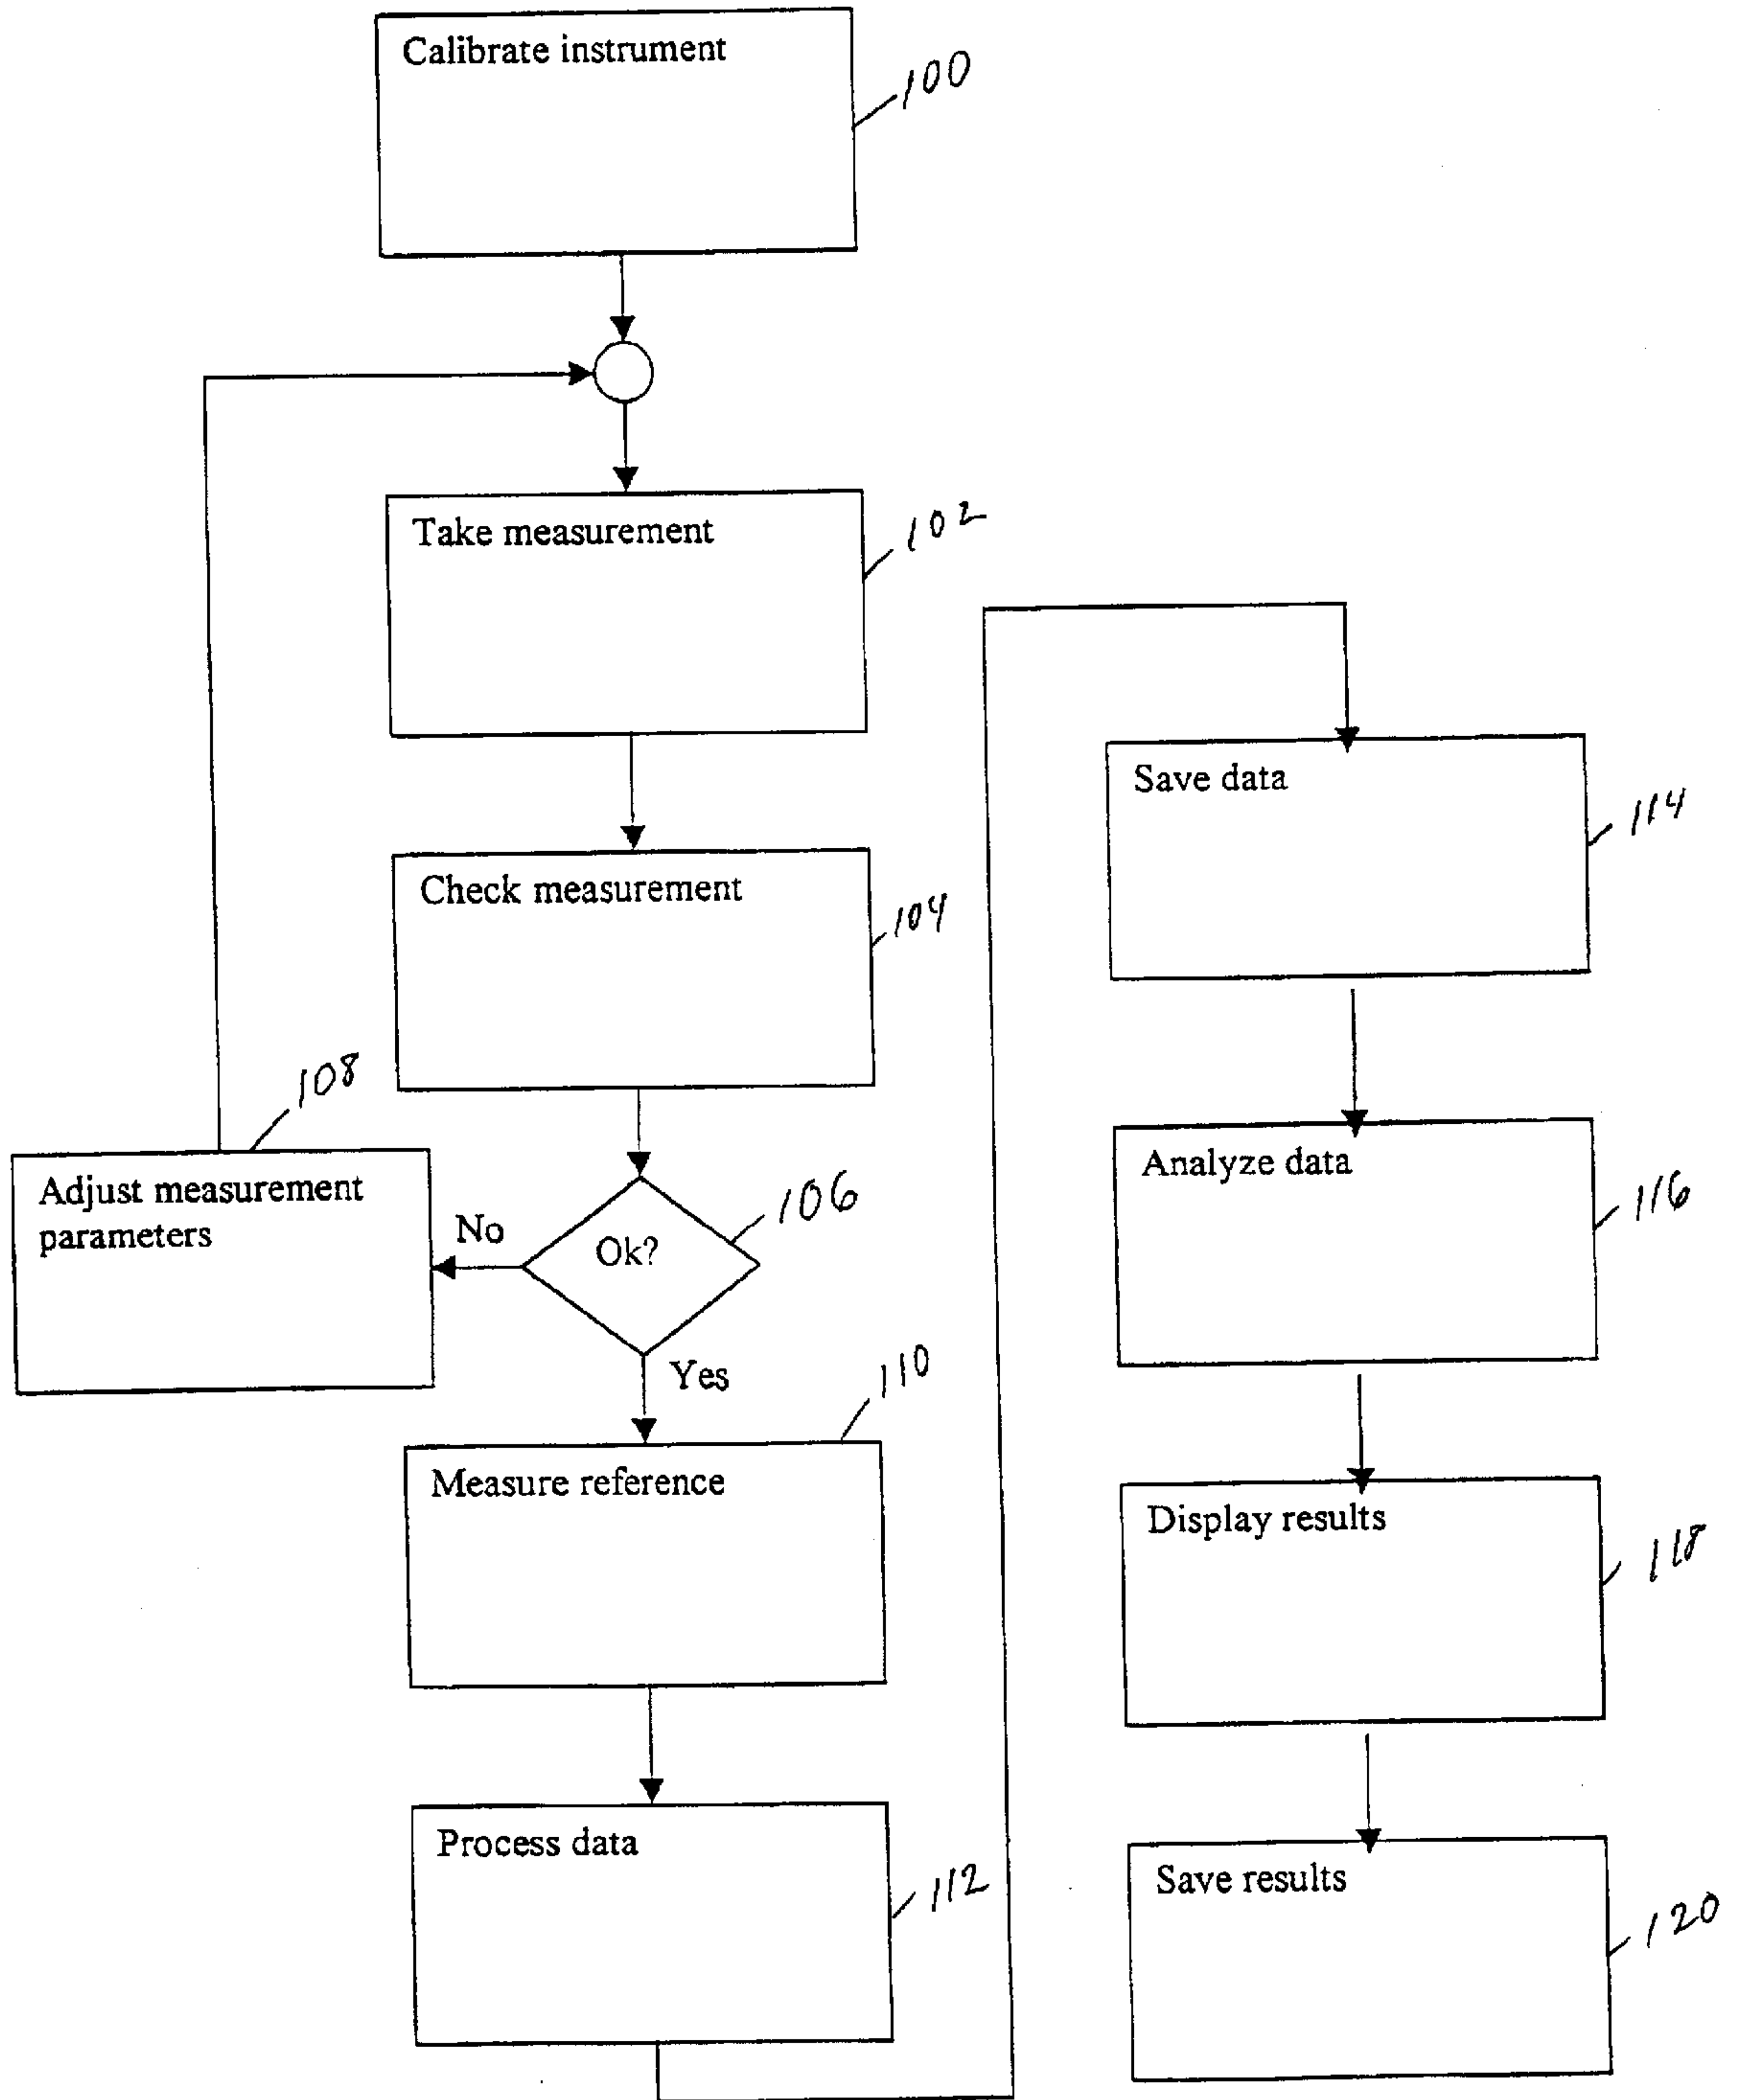 Calibrate instrument
100
Take measurement
102
Check measurement
104
108
Adjust measurement
parameters
No
Ok?
106
Yes
110
Measure reference
Process data
112
Save data
114
Analyze data
116
Display results
118
Save results
120